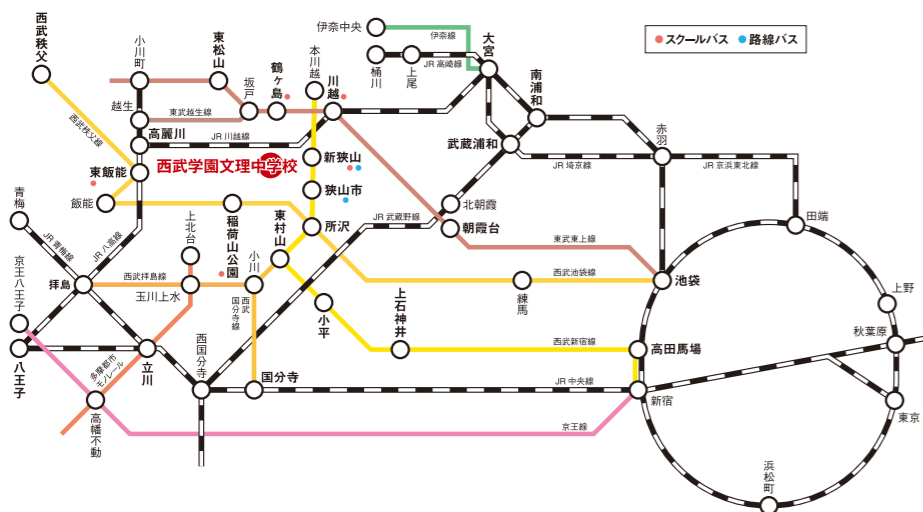 西武秩父
小川町
東松山
坂戸
鶴ヶ島
本川越
川越
伊奈中央
伊奈線
大宮
桶川
上尾
JR 高崎線
南浦和
スクールバス
路線バス
越生
東武越生線
高麗川
JR 川越線
西武秩父線
西武学園文理中学校
新狭山
狭山市
武蔵浦和
赤羽
JR 埼京線
JR 京浜東北線
東飯能
飯能
稲荷山公園
東村山
所沢
JR 武蔵野線
北朝霞
朝霞台
東武東上線
田端
青梅
JR 青梅線
JR 八高線
上北台
小川
西武国分寺線
西武池袋線
練馬
池袋
上野
京王八王子
拝島
西武拝島線
玉川上水
小平
上石神井
西武新宿線
高田馬場
秋葉原
八王子
多摩都市
モノレール
立川
西国分寺
国分寺
JR 中央線
新宿
東京
高幡不動
京王線
浜松町